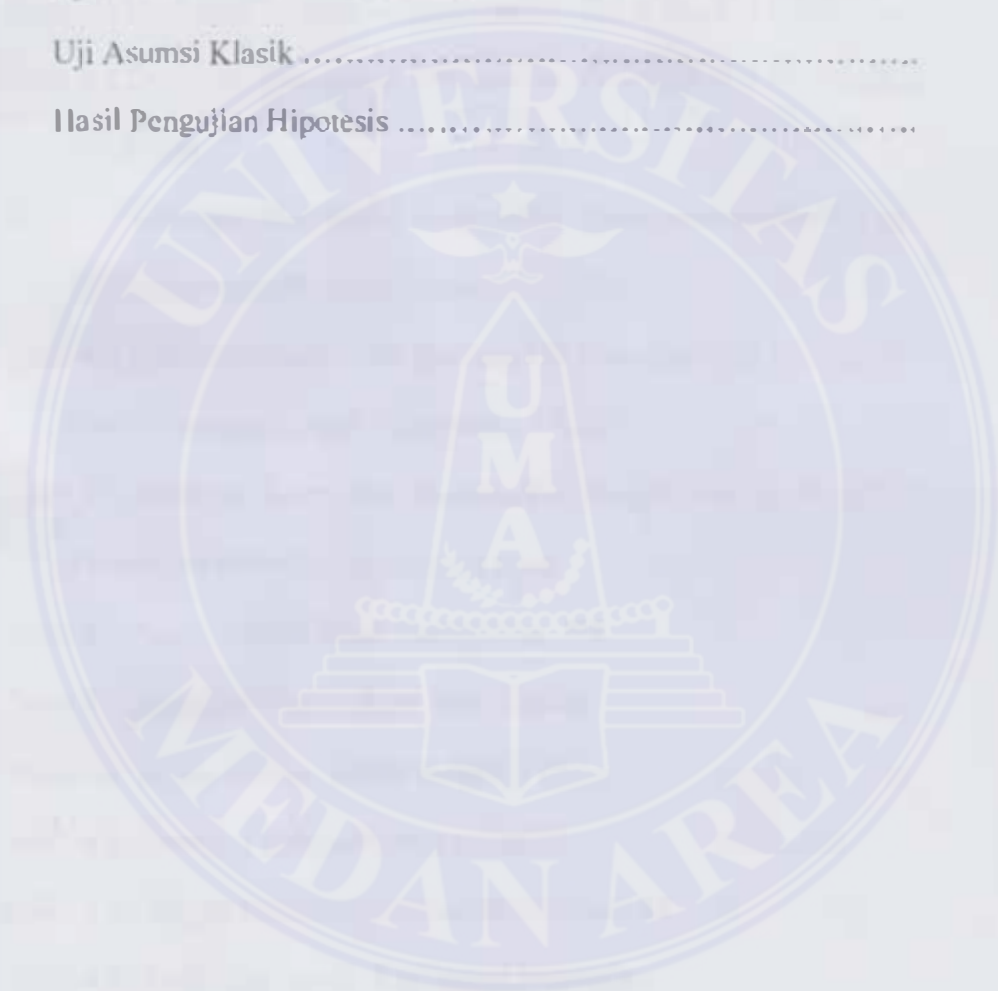 Uji Asumsi Klasik ........................................................
Hasil Pengujian Hipotesis ................................................
UNIVERSITAS
U
M
A
MEDAN AREA